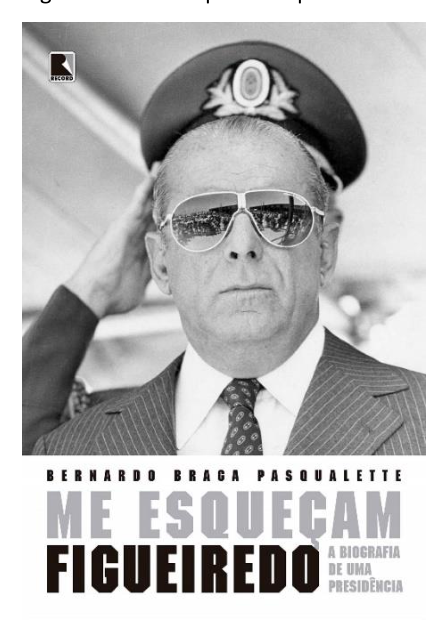 RECORD
BERNARDO BRAGA PASQUALETTE
ME ESQUEÇAM
FIGUEIREDO
A BIOGRAFIA
DE UMA
PRESIDÊNCIA